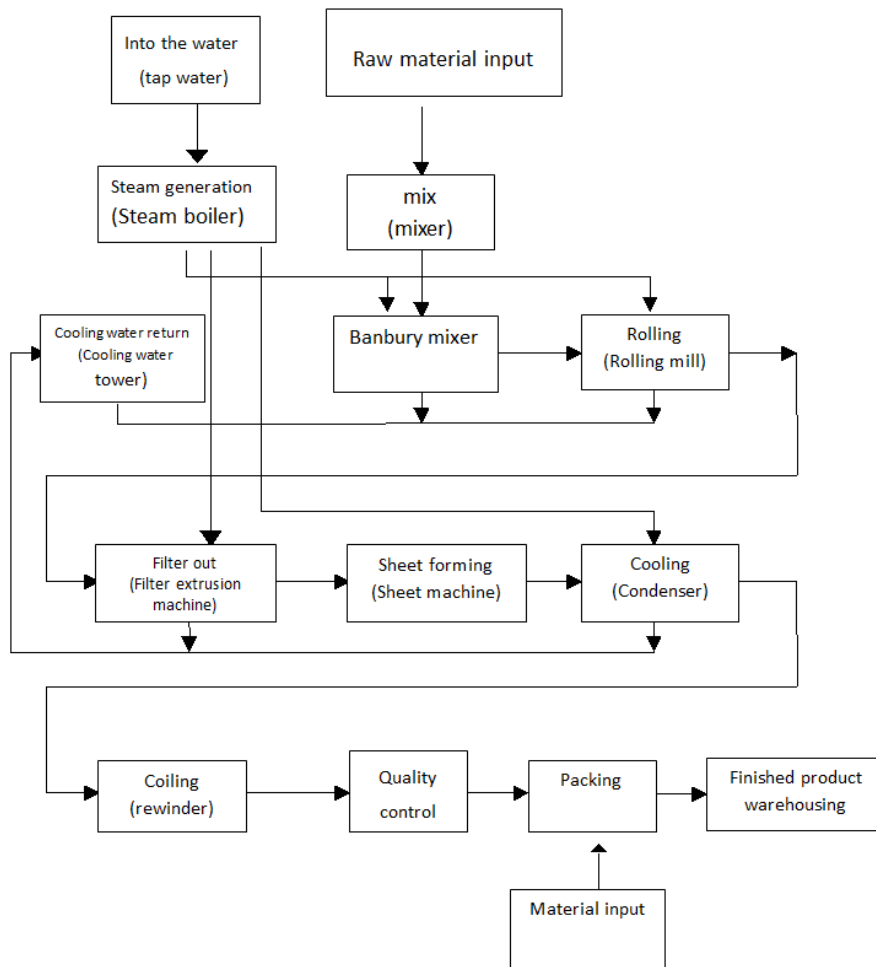 Into the water
(tap water)
Raw material input
Steam generation
(Steam boiler)
mix
(mixer)
Cooling water return
(Cooling water
tower)
Banbury mixer
Rolling
(Rolling mill)
Filter out
(Filter extrusion
machine)
Sheet forming
(Sheet machine)
Cooling
(Condenser)
Coiling
(rewinder)
Quality
control
Packing
Finished product
warehousing
Material input